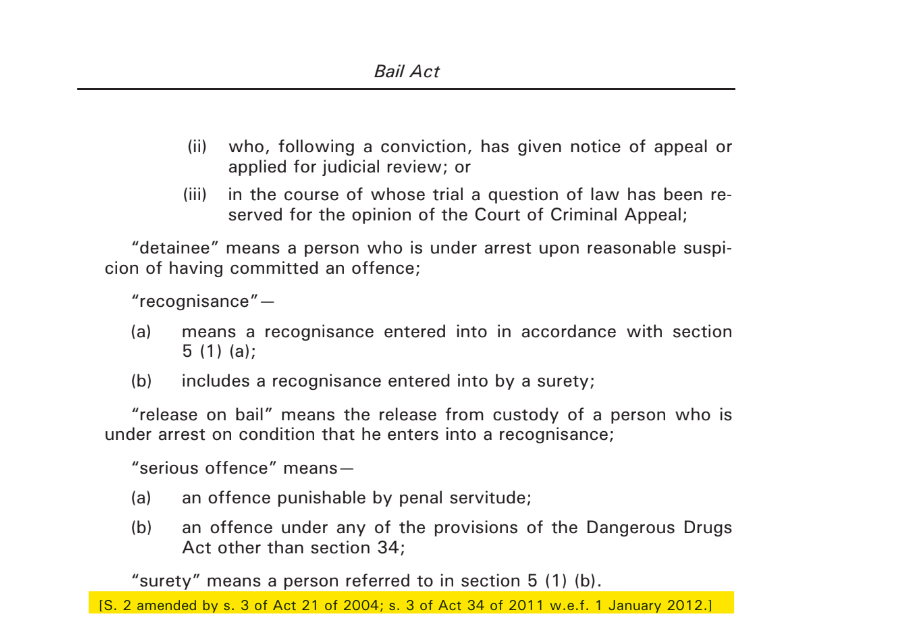 Bail Act
(ii) who, following a conviction, has given notice of appeal or
applied for judicial review; or
(iii) in the course of whose trial a question of law has been re-
served for the opinion of the Court of Criminal Appeal;
“detainee” means a person who is under arrest upon reasonable suspi-
cion of having committed an offence;
“recognisance”—
(a) means a recognisance entered into in accordance with section
5 (1) (a);
(b) includes a recognisance entered into by a surety;
“release on bail” means the release from custody of a person who is
under arrest on condition that he enters into a recognisance;
“serious offence” means—
(a) an offence punishable by penal servitude;
(b) an offence under any of the provisions of the Dangerous Drugs
Act other than section 34;
“surety” means a person referred to in section 5 (1) (b).
[S. 2 amended by s. 3 of Act 21 of 2004; s. 3 of Act 34 of 2011 w.e.f. 1 January 2012.]